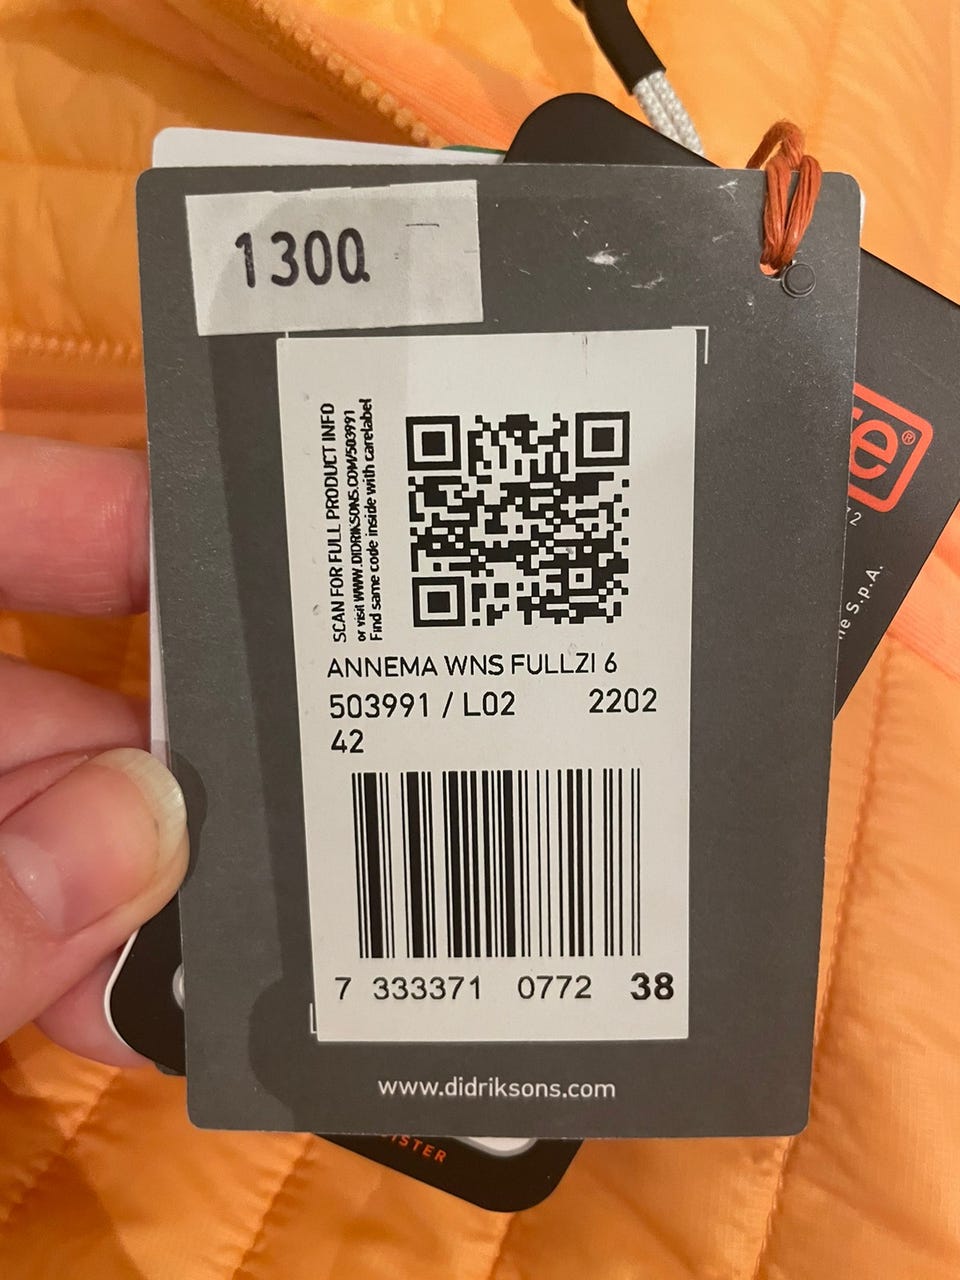 1300
SCAN FOR FULL PRODUCT INFO
or visit WWW.DIDRIKSONS.COM/503991
Find same code inside with carelabel
ANNEMA WNS FULLZI 6
503991 / L02 2202
42
7 333371 0772 38
www.didriksons.com
e®
S.p.A.